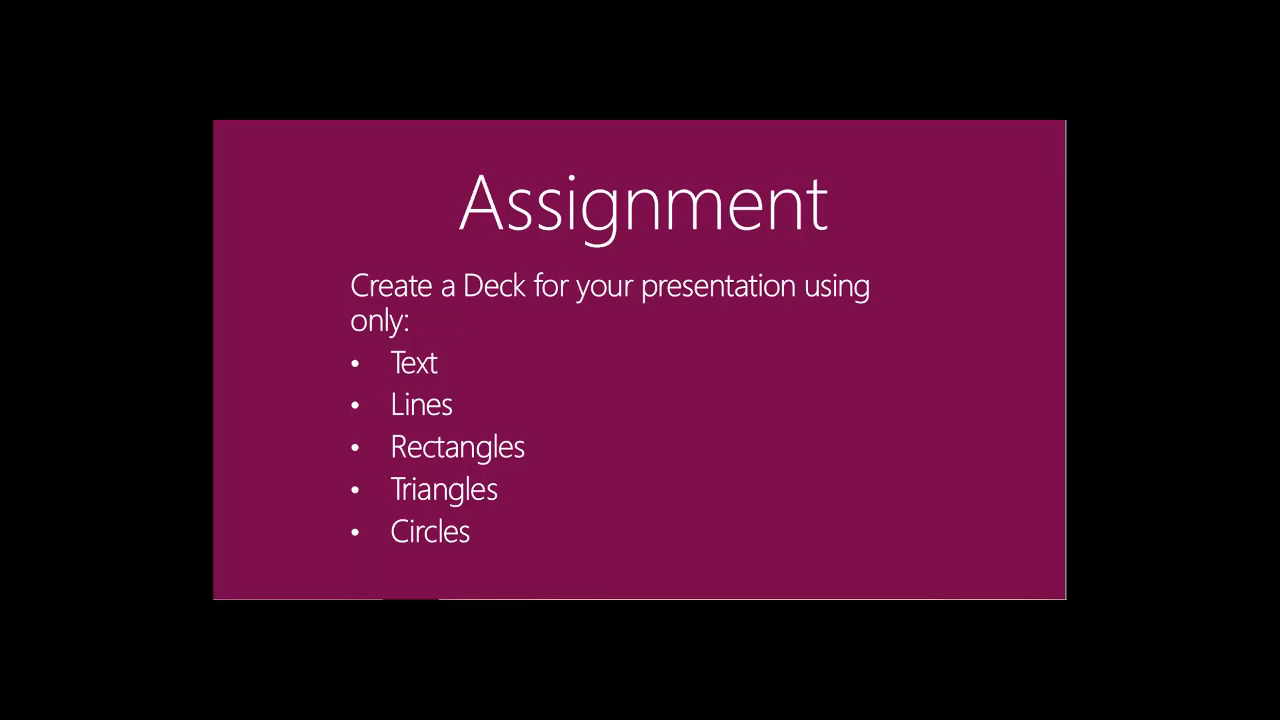 Assignment
Create a Deck for your presentation using
only:
• Text
• Lines
• Rectangles
• Triangles
• Circles